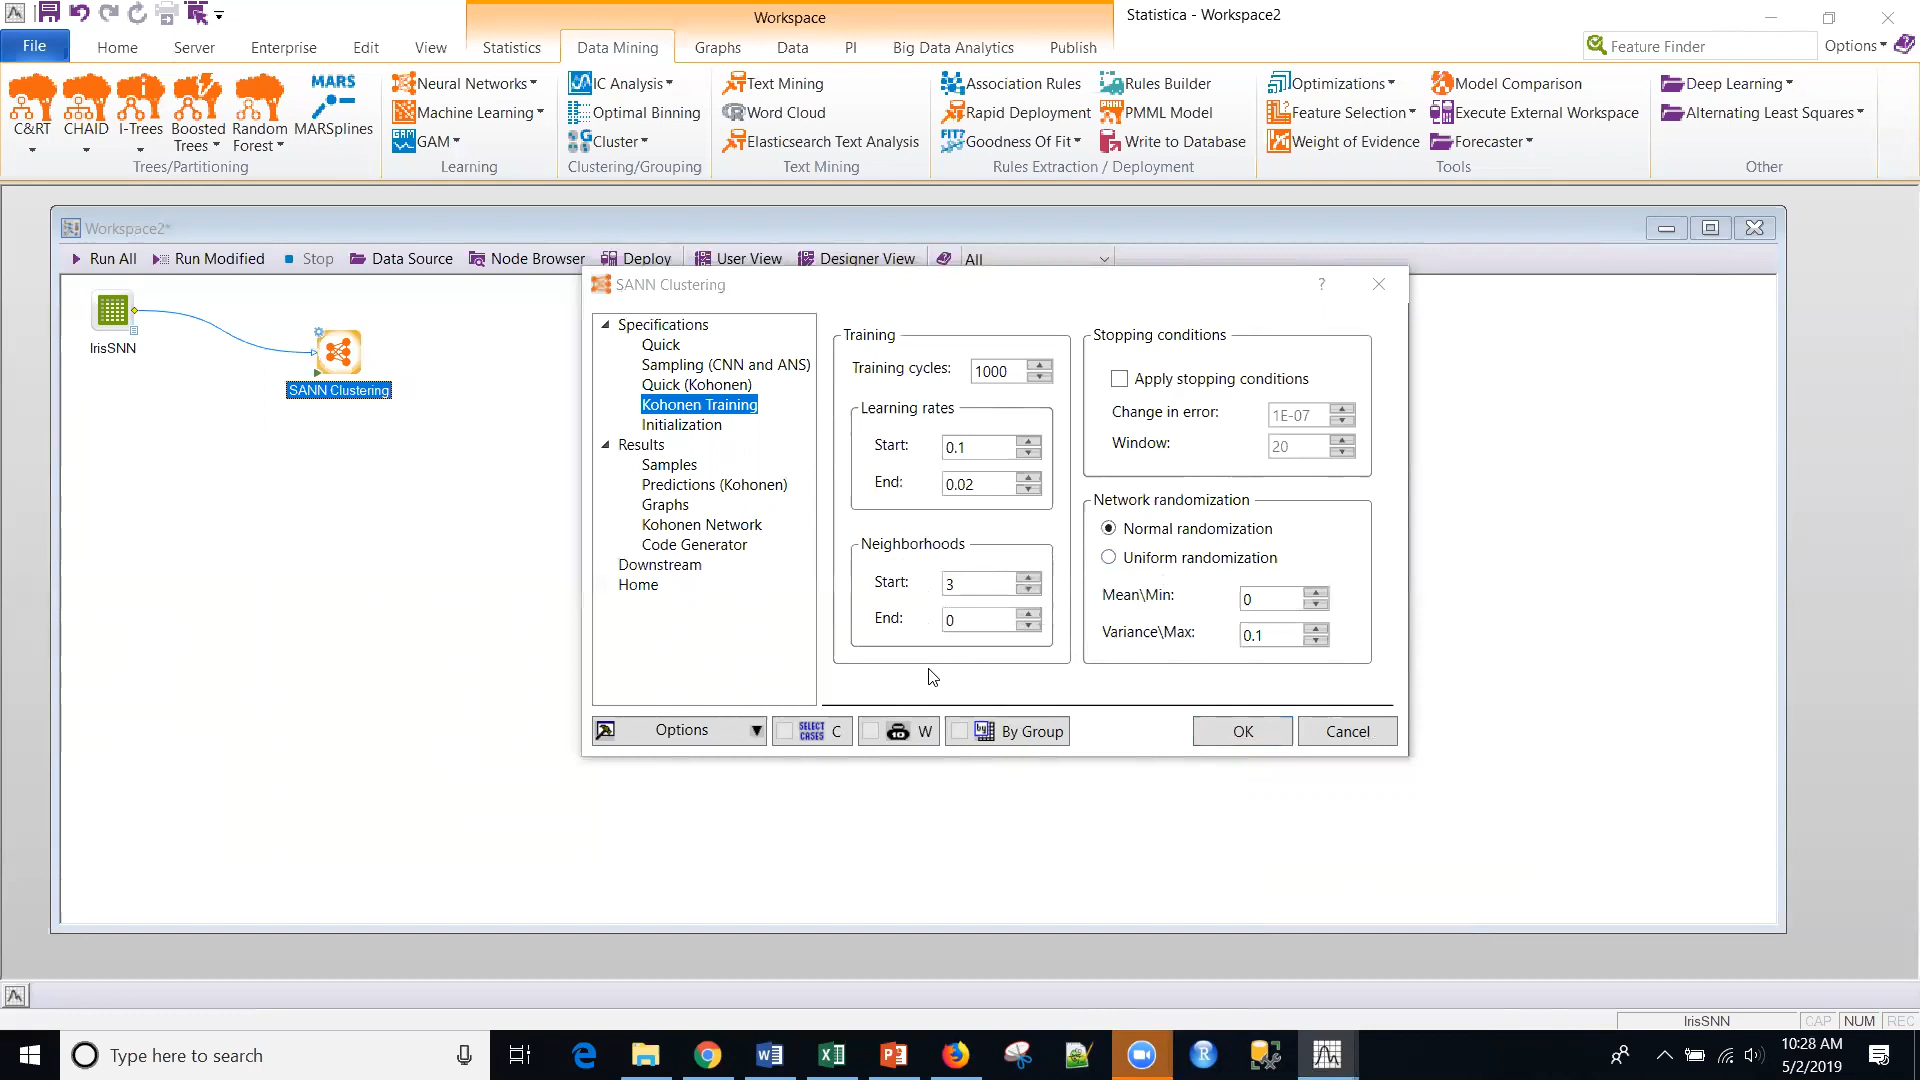 Workspace
Statistica - Workspace2
File Home Server Enterprise Edit View Statistics Data Mining Graphs Data PI Big Data Analytics Publish
Feature Finder
Options
C&RT
CHAID
I-Trees
Boosted Trees
Random Forest
MARS
MARSplines
Trees/Partitioning
Neural Networks
Machine Learning
GAM
Learning
IC Analysis
Optimal Binning
Cluster
Clustering/Grouping
Text Mining
Word Cloud
Elasticsearch Text Analysis
Text Mining
Association Rules
Rapid Deployment
Goodness Of Fit
Rules Builder
PMML Model
Write to Database
Rules Extraction / Deployment
Optimizations
Feature Selection
Weight of Evidence
Model Comparison
Execute External Workspace
Forecaster
Tools
Deep Learning
Alternating Least Squares
Other
Workspace2*
Run All Run Modified Stop Data Source Node Browser Deploy User View Designer View All
IrisSNN
SANN Clustering
SANN Clustering
?
Specifications
Quick
Sampling (CNN and ANS)
Quick (Kohonen)
Kohonen Training
Initialization
Results
Samples
Predictions (Kohonen)
Graphs
Kohonen Network
Code Generator
Downstream
Home
Training
Training cycles: 1000
Learning rates
Start: 0.1
End: 0.02
Neighborhoods
Start: 3
End: 0
Stopping conditions
Apply stopping conditions
Change in error: 1E-07
Window: 20
Network randomization
Normal randomization
Uniform randomization
Mean\Min: 0
Variance\Max: 0.1
Options
SELECT CASES C
W
By Group
OK
Cancel
IrisSNN CAP NUM REC
Type here to search
10:28 AM
5/2/2019